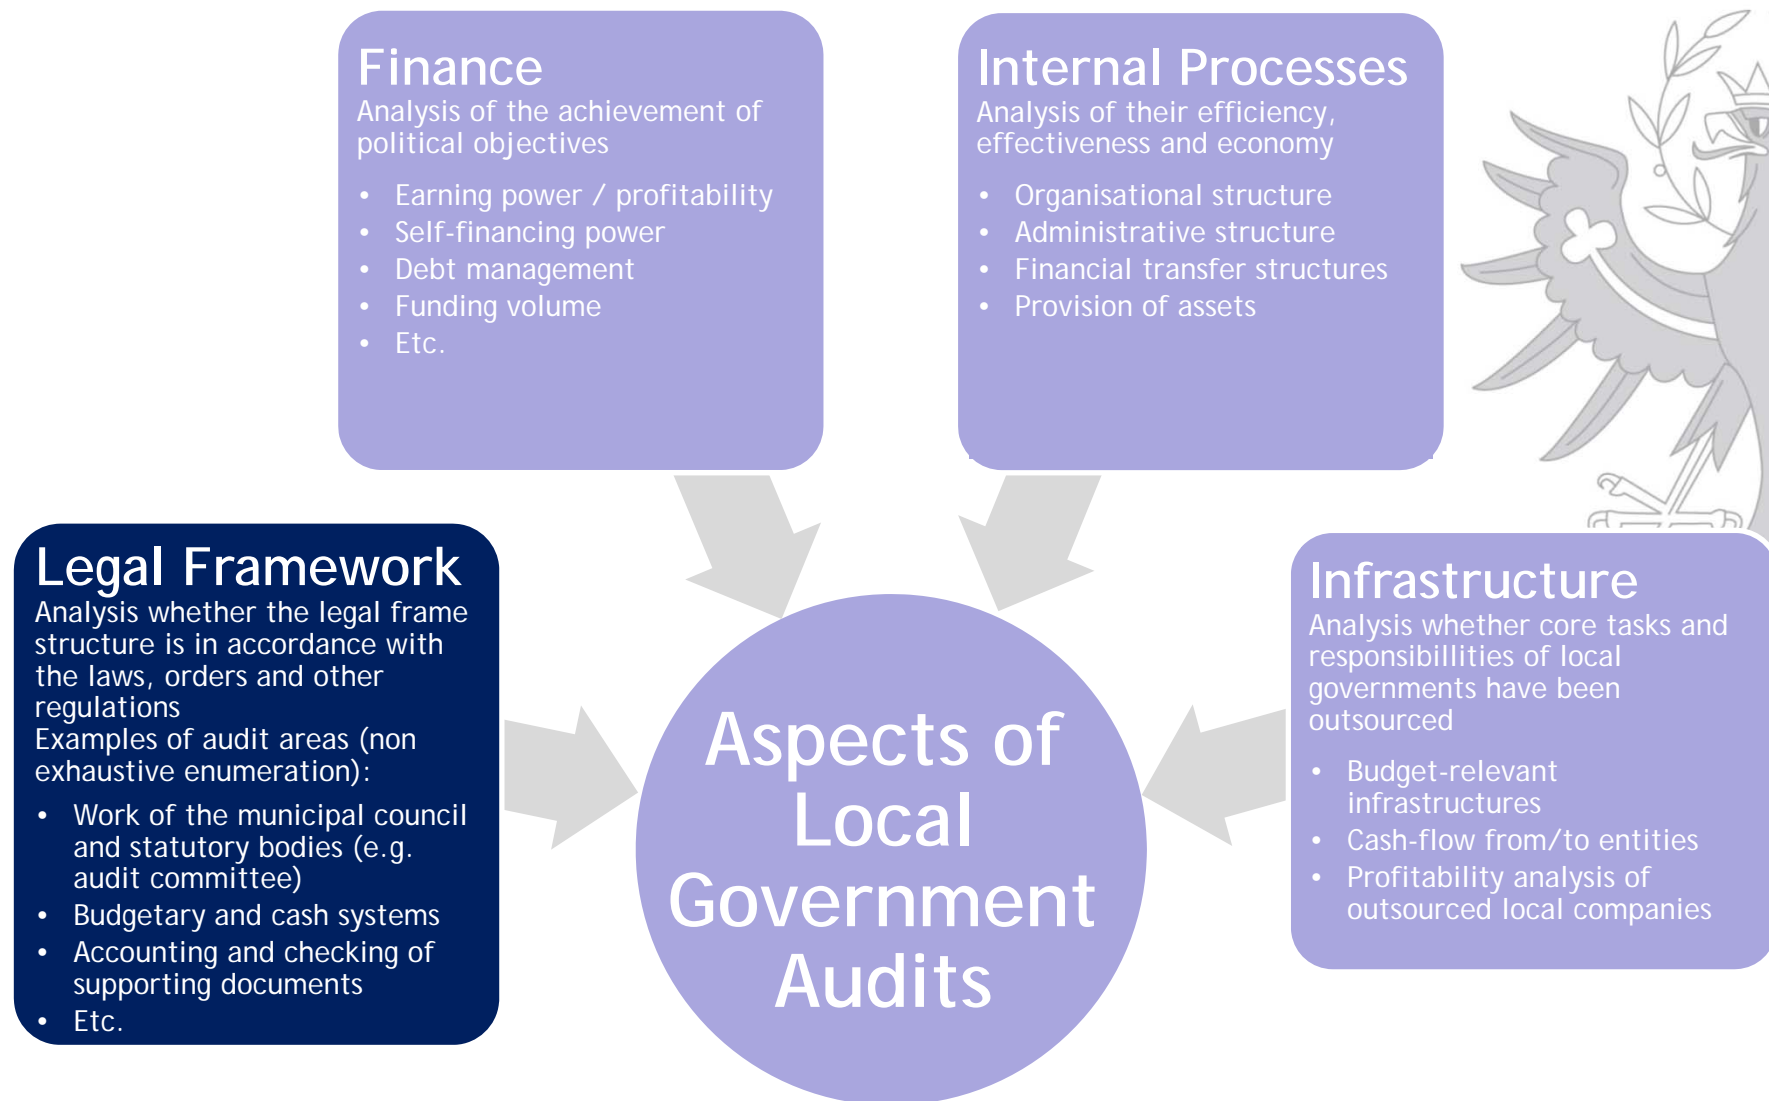 Finance
Analysis of the achievement of
political objectives
• Earning power / profitability
• Self-financing power
• Debt management
• Funding volume
• Etc.
Internal Processes
Analysis of their efficiency,
effectiveness and economy
• Organisational structure
• Administrative structure
• Financial transfer structures
• Provision of assets
Legal Framework
Analysis whether the legal frame
structure is in accordance with
the laws, orders and other
regulations
Examples of audit areas (non
exhaustive enumeration):
• Work of the municipal council
and statutory bodies (e.g.
audit committee)
• Budgetary and cash systems
• Accounting and checking of
supporting documents
• Etc.
Aspects of
Local
Government
Audits
Infrastructure
Analysis whether core tasks and
responsibillities of local
governments have been
outsourced
• Budget-relevant
infrastructures
• Cash-flow from/to entities
• Profitability analysis of
outsourced local companies